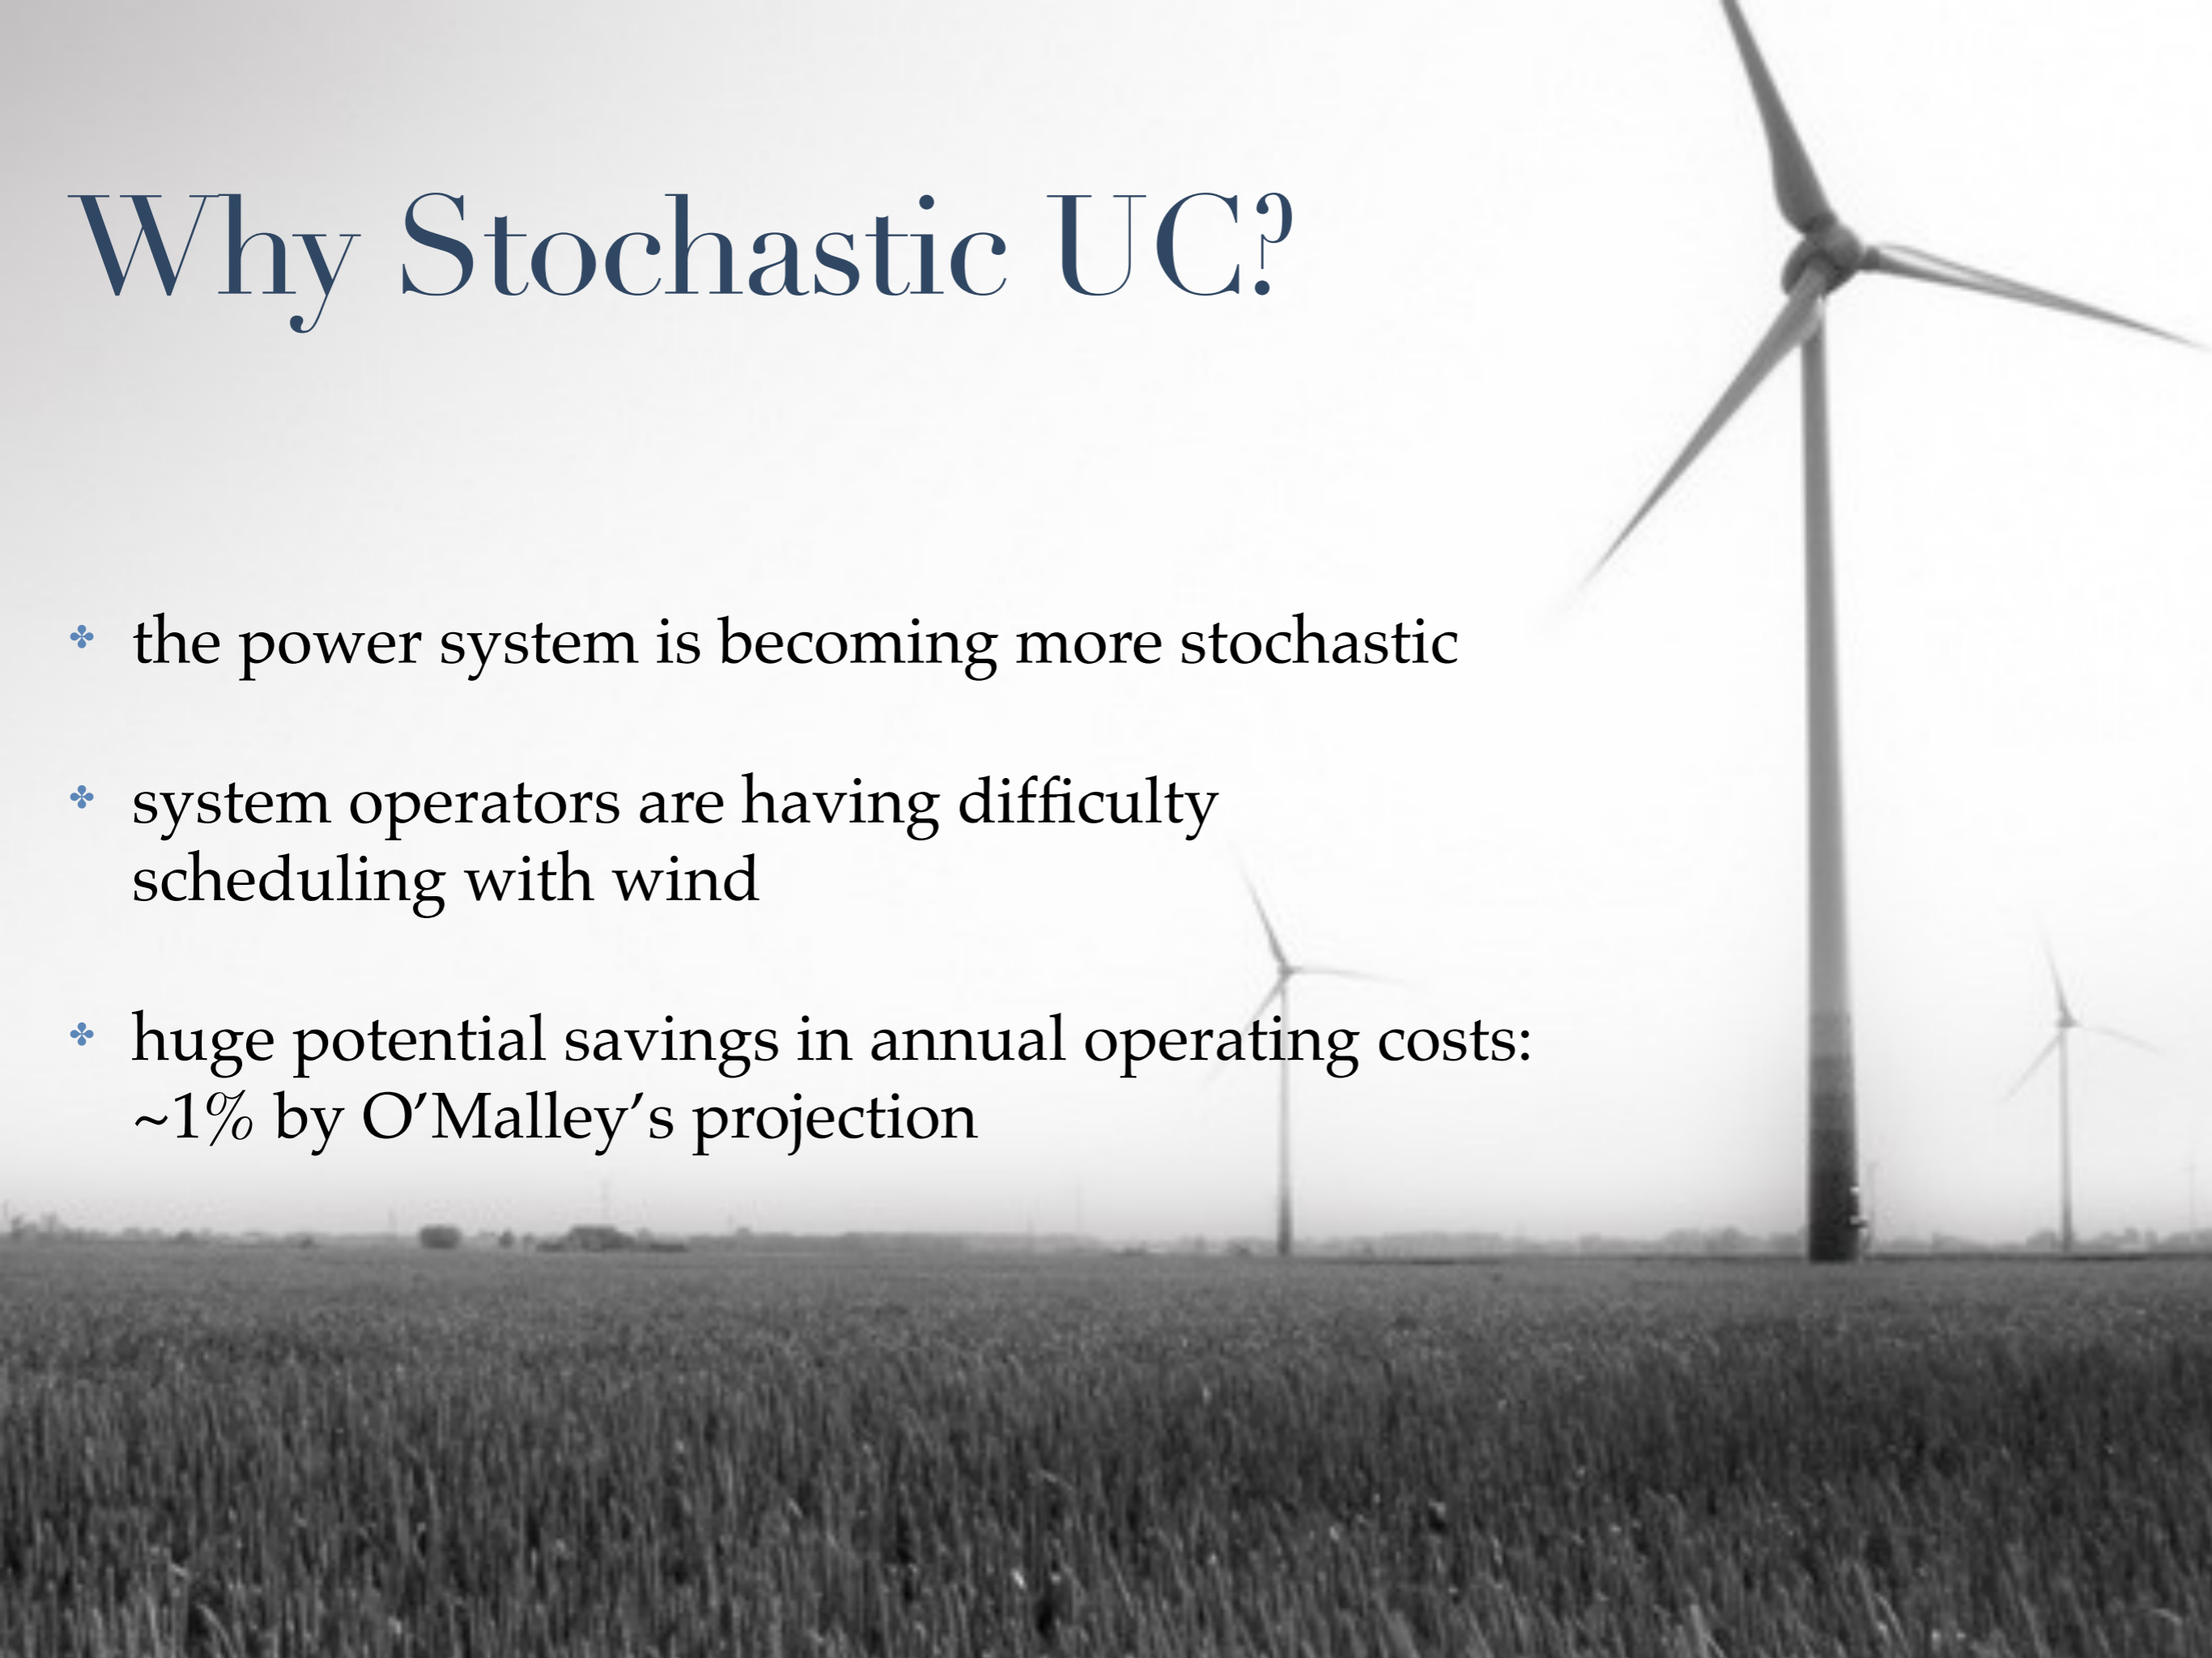 Why Stochastic UC?
the power system is becoming more stochastic
system operators are having difficulty
scheduling with wind
huge potential savings in annual operating costs:
~1% by O’Malley’s projection